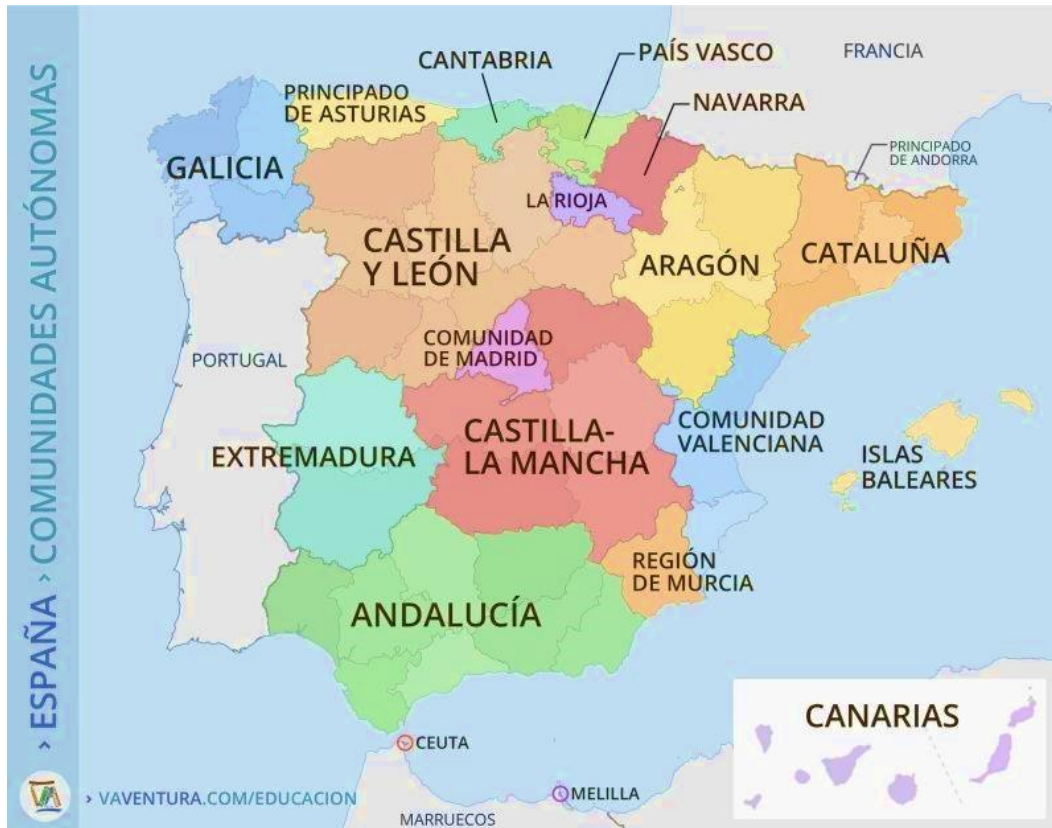 > ESPAÑA > COMUNIDADES AUTÓNOMAS
CANTABRIA
PAÍS VASCO
FRANCIA
PRINCIPADO
DE ASTURIAS
NAVARRA
PRINCIPADO
DE ANDORRA
GALICIA
LA RIOJA
CASTILLA
Y LEÓN
ARAGÓN
CATALUÑA
PORTUGAL
COMUNIDAD
DE MADRID
EXTREMADURA
CASTILLA-
LA MANCHA
COMUNIDAD
VALENCIANA
ISLAS
BALEARES
REGIÓN
DE MURCIA
ANDALUCÍA
CANARIAS
CEUTA
MELILLA
> VAVENTURA.COM/EDUCACION
MARRUECOS